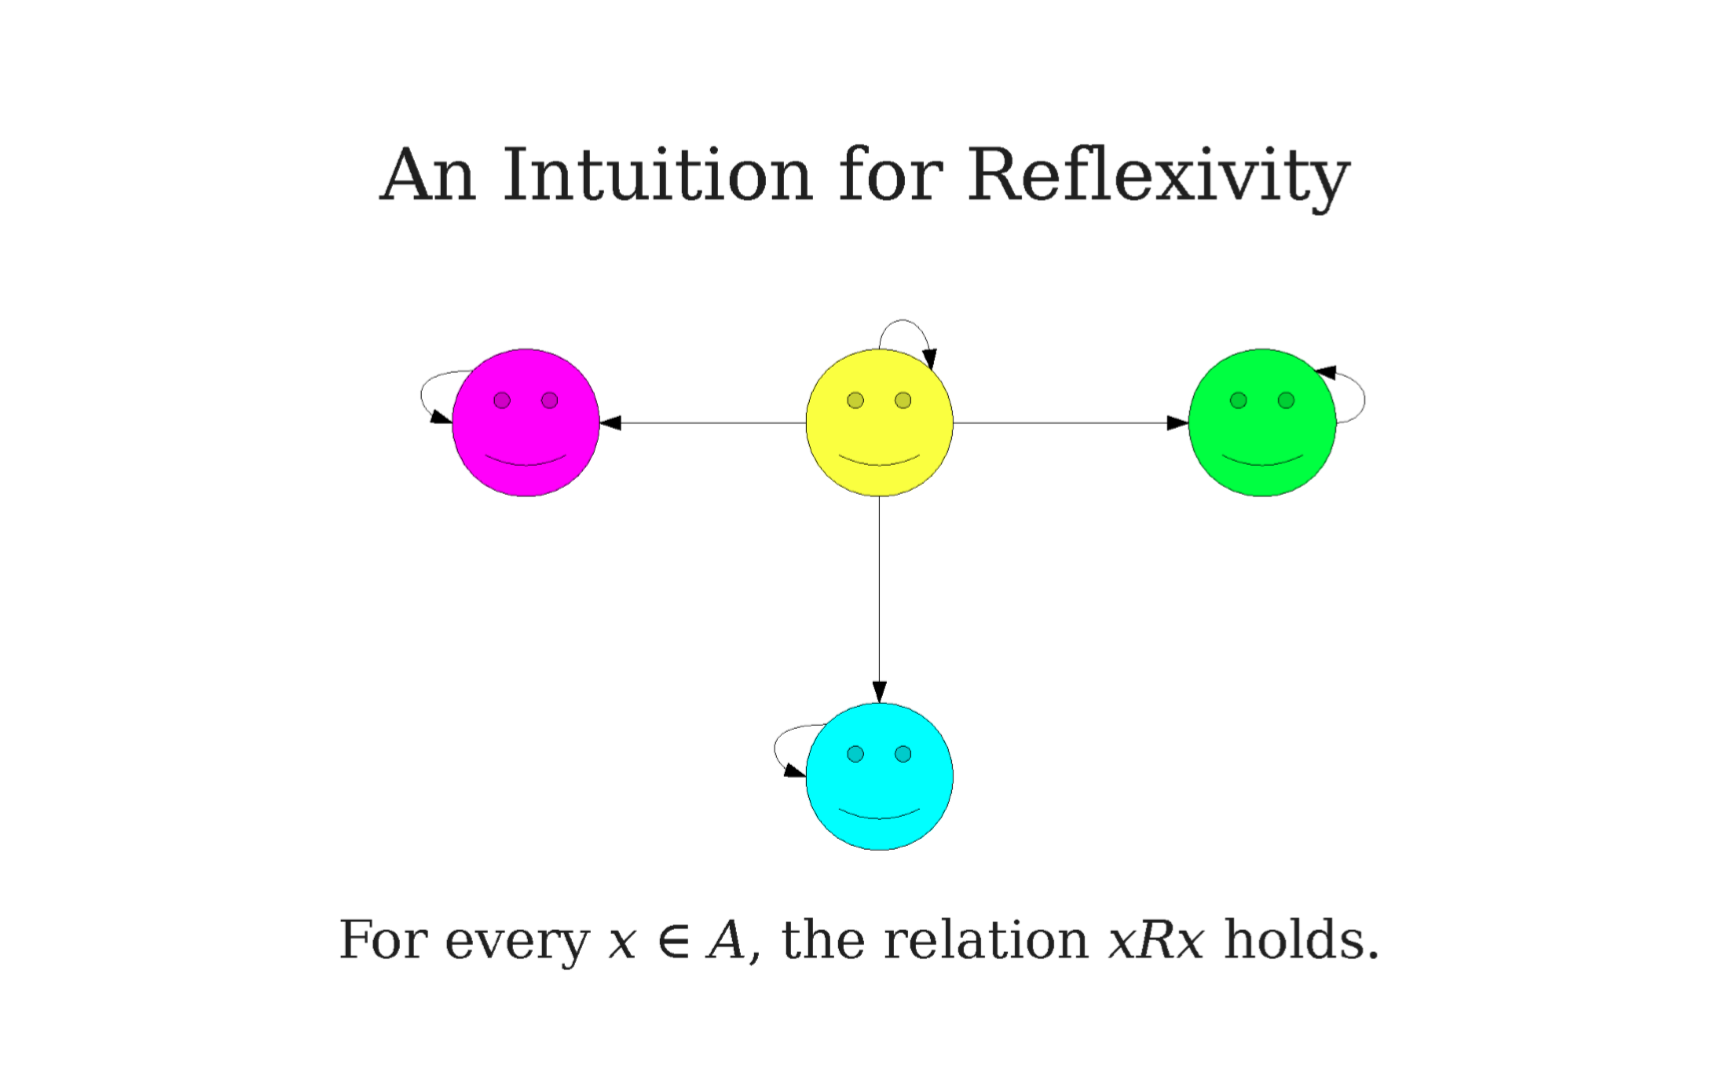 An Intuition for Reflexivity
For every x ∈ A, the relation xRx holds.